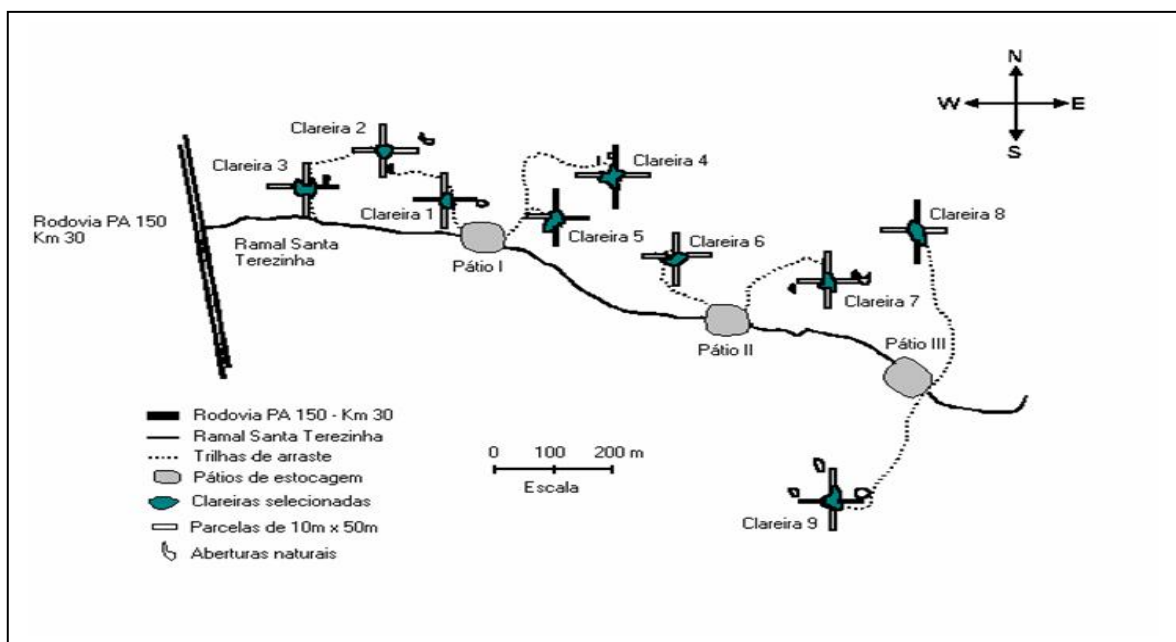 N
W E
S
Clareira 2
Clareira 3
Clareira 4
Clareira 1
Clareira 5
Clareira 8
Clareira 6
Rodovia PA 150
Km 30
Ramal Santa
Terezinha
Pátio I
Clareira 7
Pátio II
Pátio III
Rodovia PA 150 - Km 30
Ramal Santa Terezinha
Trilhas de arraste
Pátios de estocagem
Clareiras selecionadas
Parcelas de 10m x 50m
Aberturas naturais
0 100 200 m
Escala
Clareira 9